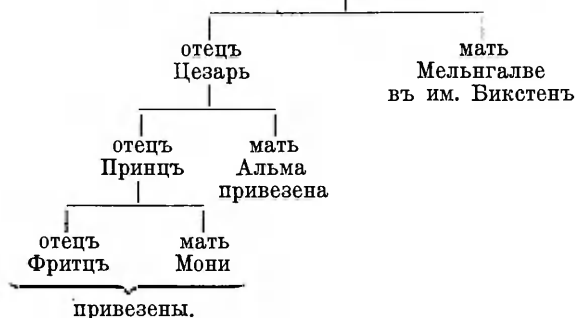 отецъ мать
Цезарь Мельнгалве
въ им. Бикстенъ
отецъ мать
Принцъ Альма
привезена
отецъ мать
Фритцъ Мони
привезены.